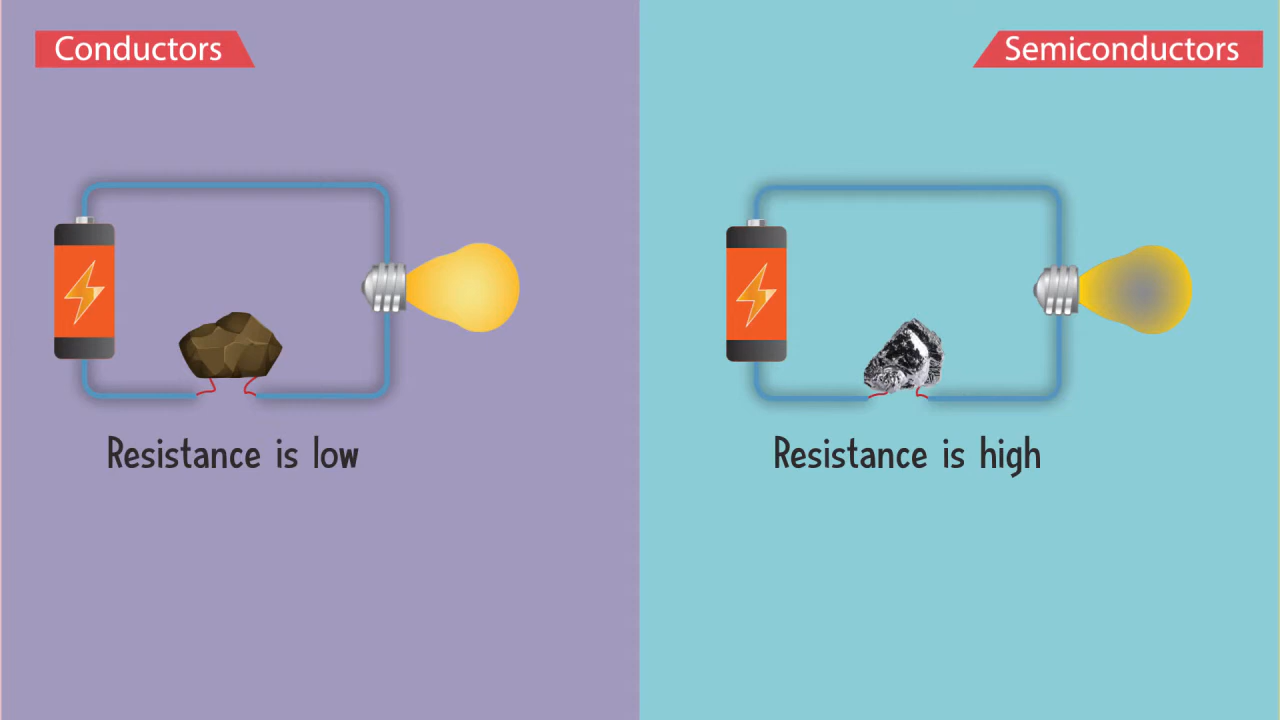 Conductors
Semiconductors
Resistance is low
Resistance is high